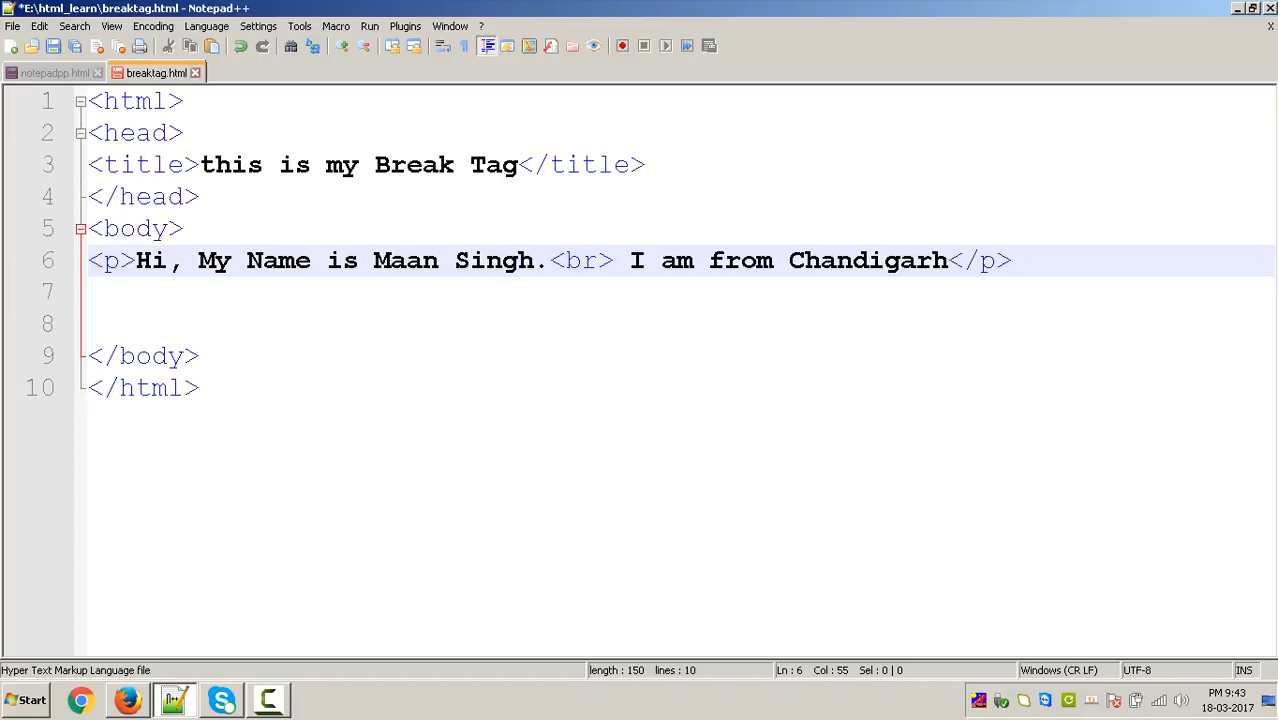 *E:\html_learn\breaktag.html - Notepad++
File Edit Search View Encoding Language Settings Tools Macro Run Plugins Window ?
X
notepadpp.html breaktag.html
1 <html>
2 <head>
3 <title>this is my Break Tag</title>
4 </head>
5 <body>
6 <p>Hi, My Name is Maan Singh.<br> I am from Chandigarh</p>
7
8
9 </body>
10 </html>
Hyper Text Markup Language file length : 150 lines : 10 Ln : 6 Col : 55 Sel : 0 | 0 Windows (CR LF) UTF-8 INS
Start PM 9:43
18-03-2017